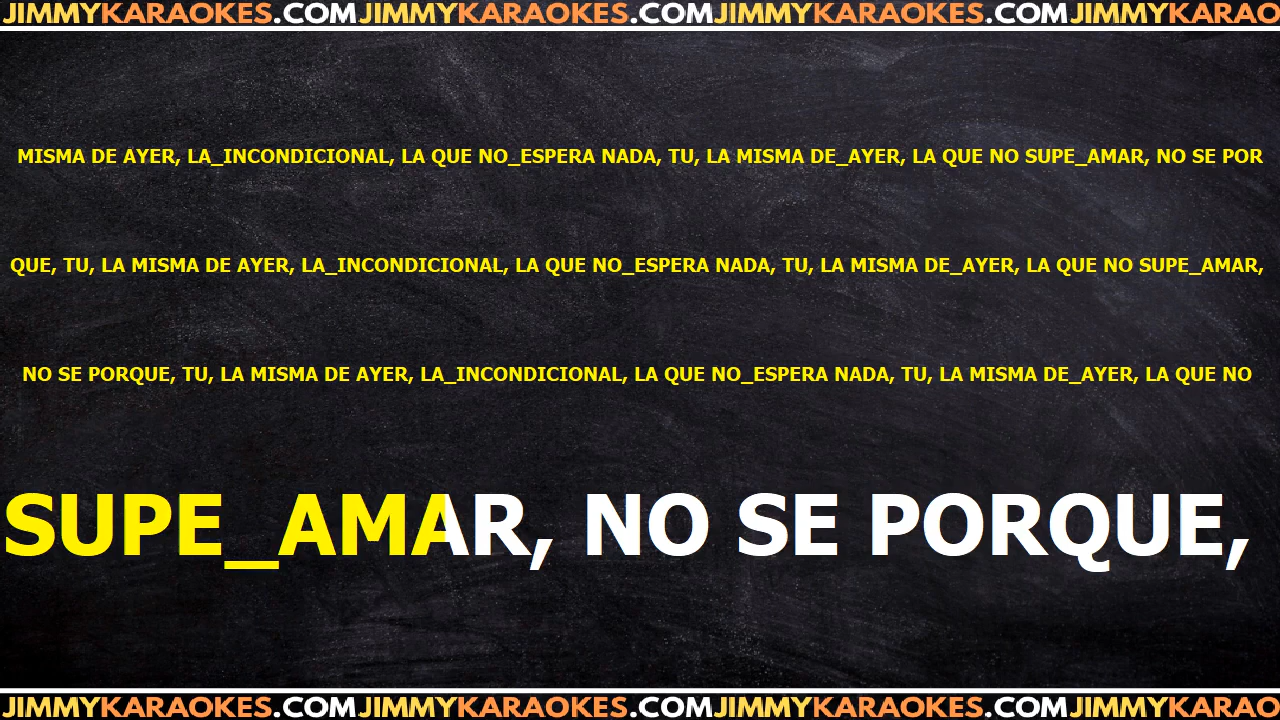 JIMMYKARAOKES.COMJIMMYKARAOKES.COMJIMMYKARAOKES.COMJIMMYKARAO
MISMA DE AYER, LA_INCONDICIONAL, LA QUE NO_ESPERA NADA, TU, LA MISMA DE_AYER, LA QUE NO SUPE_AMAR, NO SE POR
QUE, TU, LA MISMA DE AYER, LA_INCONDICIONAL, LA QUE NO_ESPERA NADA, TU, LA MISMA DE_AYER, LA QUE NO SUPE_AMAR,
NO SE PORQUE, TU, LA MISMA DE AYER, LA_INCONDICIONAL, LA QUE NO_ESPERA NADA, TU, LA MISMA DE_AYER, LA QUE NO
SUPE_AMAR, NO SE PORQUE,
JIMMYKARAOKES.COMJIMMYKARAOKES.COMJIMMYKARAOKES.COMJIMMYKARAO